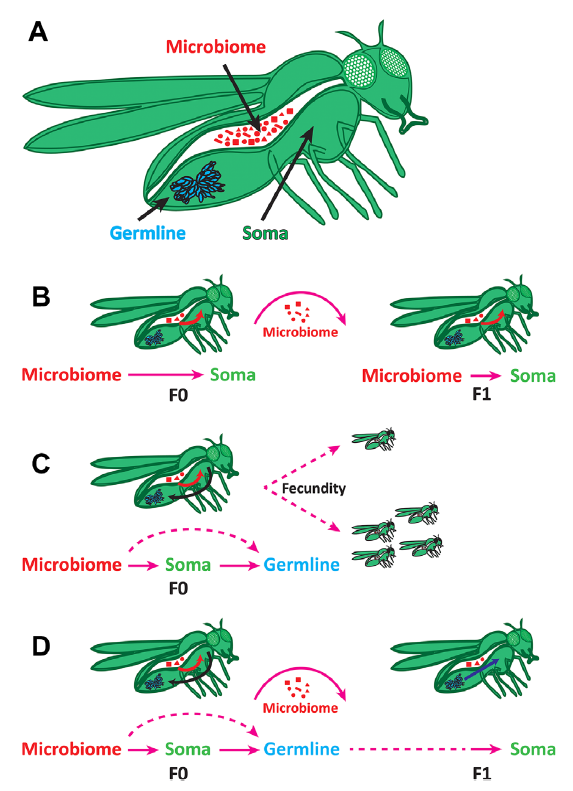 A
Microbiome
Germline
Soma
B
Microbiome
Microbiome Soma
F0
Microbiome Soma
F1
C
Fecundity
Microbiome Soma Germline
F0
D
Microbiome
Microbiome Soma Germline Soma
F0 F1